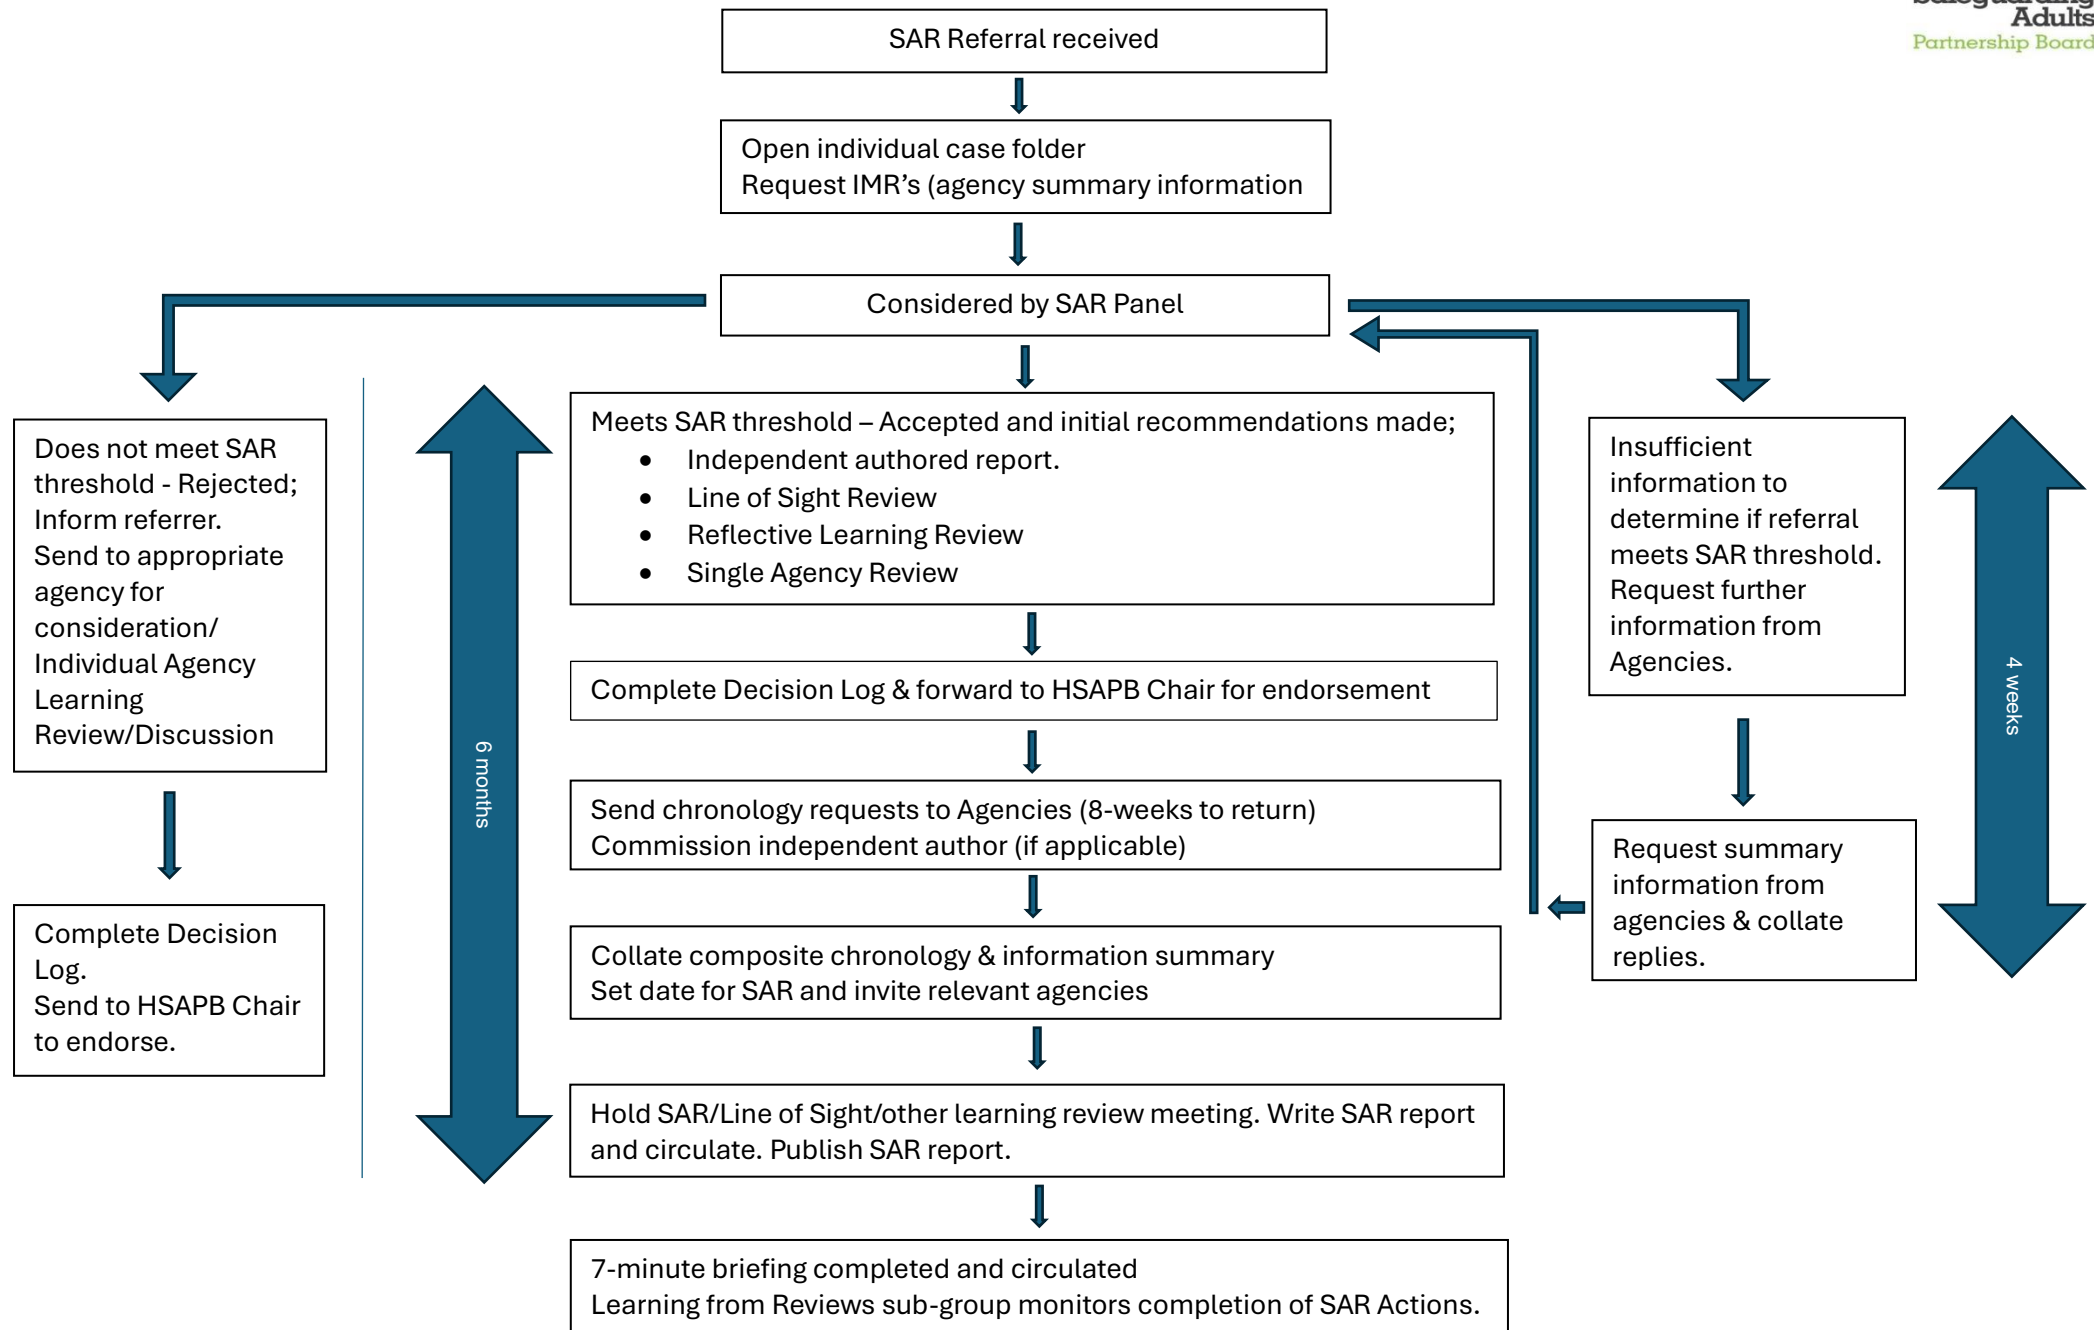 Safeguarding
Adults
Partnership Board
SAR Referral received
Open individual case folder
Request IMR's (agency summary information
Considered by SAR Panel
Does not meet SAR
threshold - Rejected;
Inform referrer.
Send to appropriate
agency for
consideration/
Individual Agency
Learning
Review/Discussion
Complete Decision
Log.
Send to HSAPB Chair
to endorse.
6 months
Meets SAR threshold – Accepted and initial recommendations made;
• Independent authored report.
• Line of Sight Review
• Reflective Learning Review
• Single Agency Review
Complete Decision Log & forward to HSAPB Chair for endorsement
Send chronology requests to Agencies (8-weeks to return)
Commission independent author (if applicable)
Collate composite chronology & information summary
Set date for SAR and invite relevant agencies
Hold SAR/Line of Sight/other learning review meeting. Write SAR report
and circulate. Publish SAR report.
7-minute briefing completed and circulated
Learning from Reviews sub-group monitors completion of SAR Actions.
Insufficient
information to
determine if referral
meets SAR threshold.
Request further
information from
Agencies.
Request summary
information from
agencies & collate
replies.
4 weeks